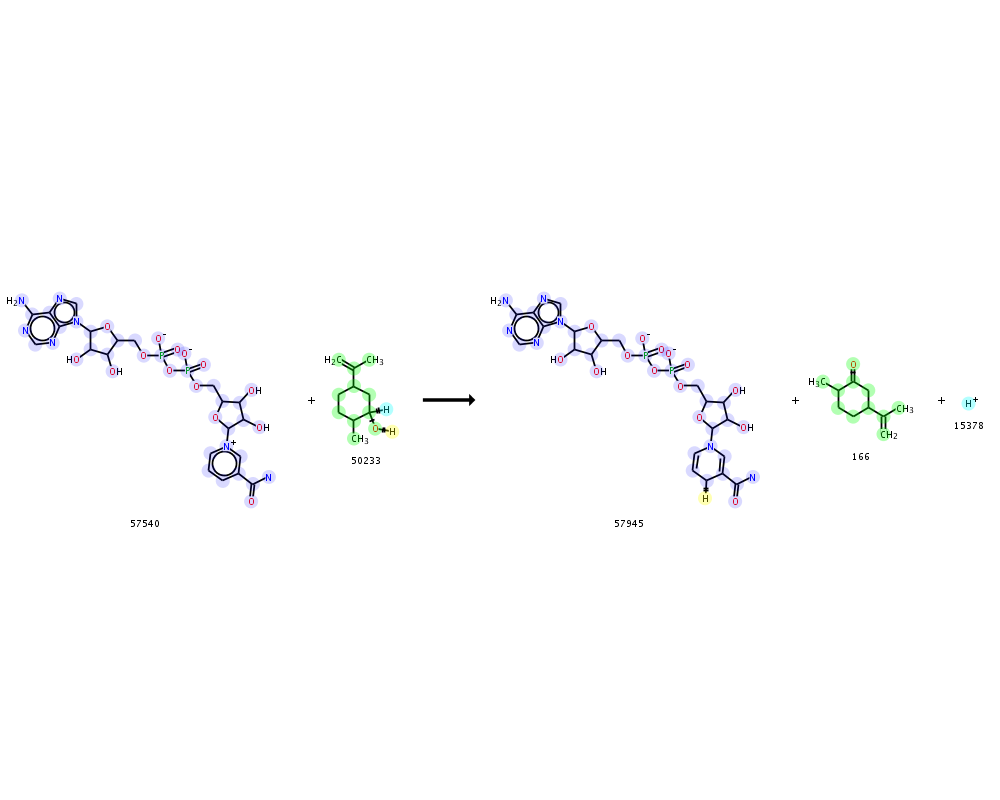 H₂N N N N N O HO OH O O⁻ P O O O⁻ P O O O OH OH N⁺ N O 57540
+
H₂C CH₃ H O H CH₃ 50233
H₂N N N N N O HO OH O O⁻ P O O O⁻ P O O O OH OH N N O H 57945
+
O H₃C CH₃ CH₂ 166
+
H⁺ 15378